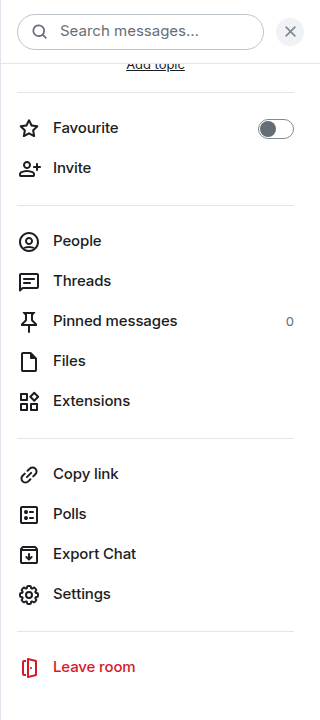 Search messages...
Add topic
Favourite
Invite
People
Threads
Pinned messages 0
Files
Extensions
Copy link
Polls
Export Chat
Settings
Leave room